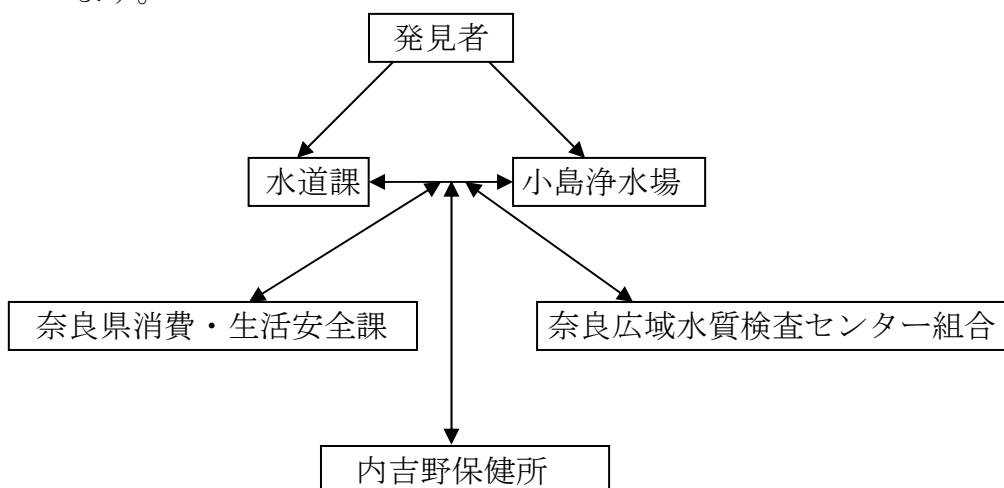 ます。
発見者
水道課
小島浄水場
奈良県消費・生活安全課
奈良広域水質検査センター組合
内吉野保健所